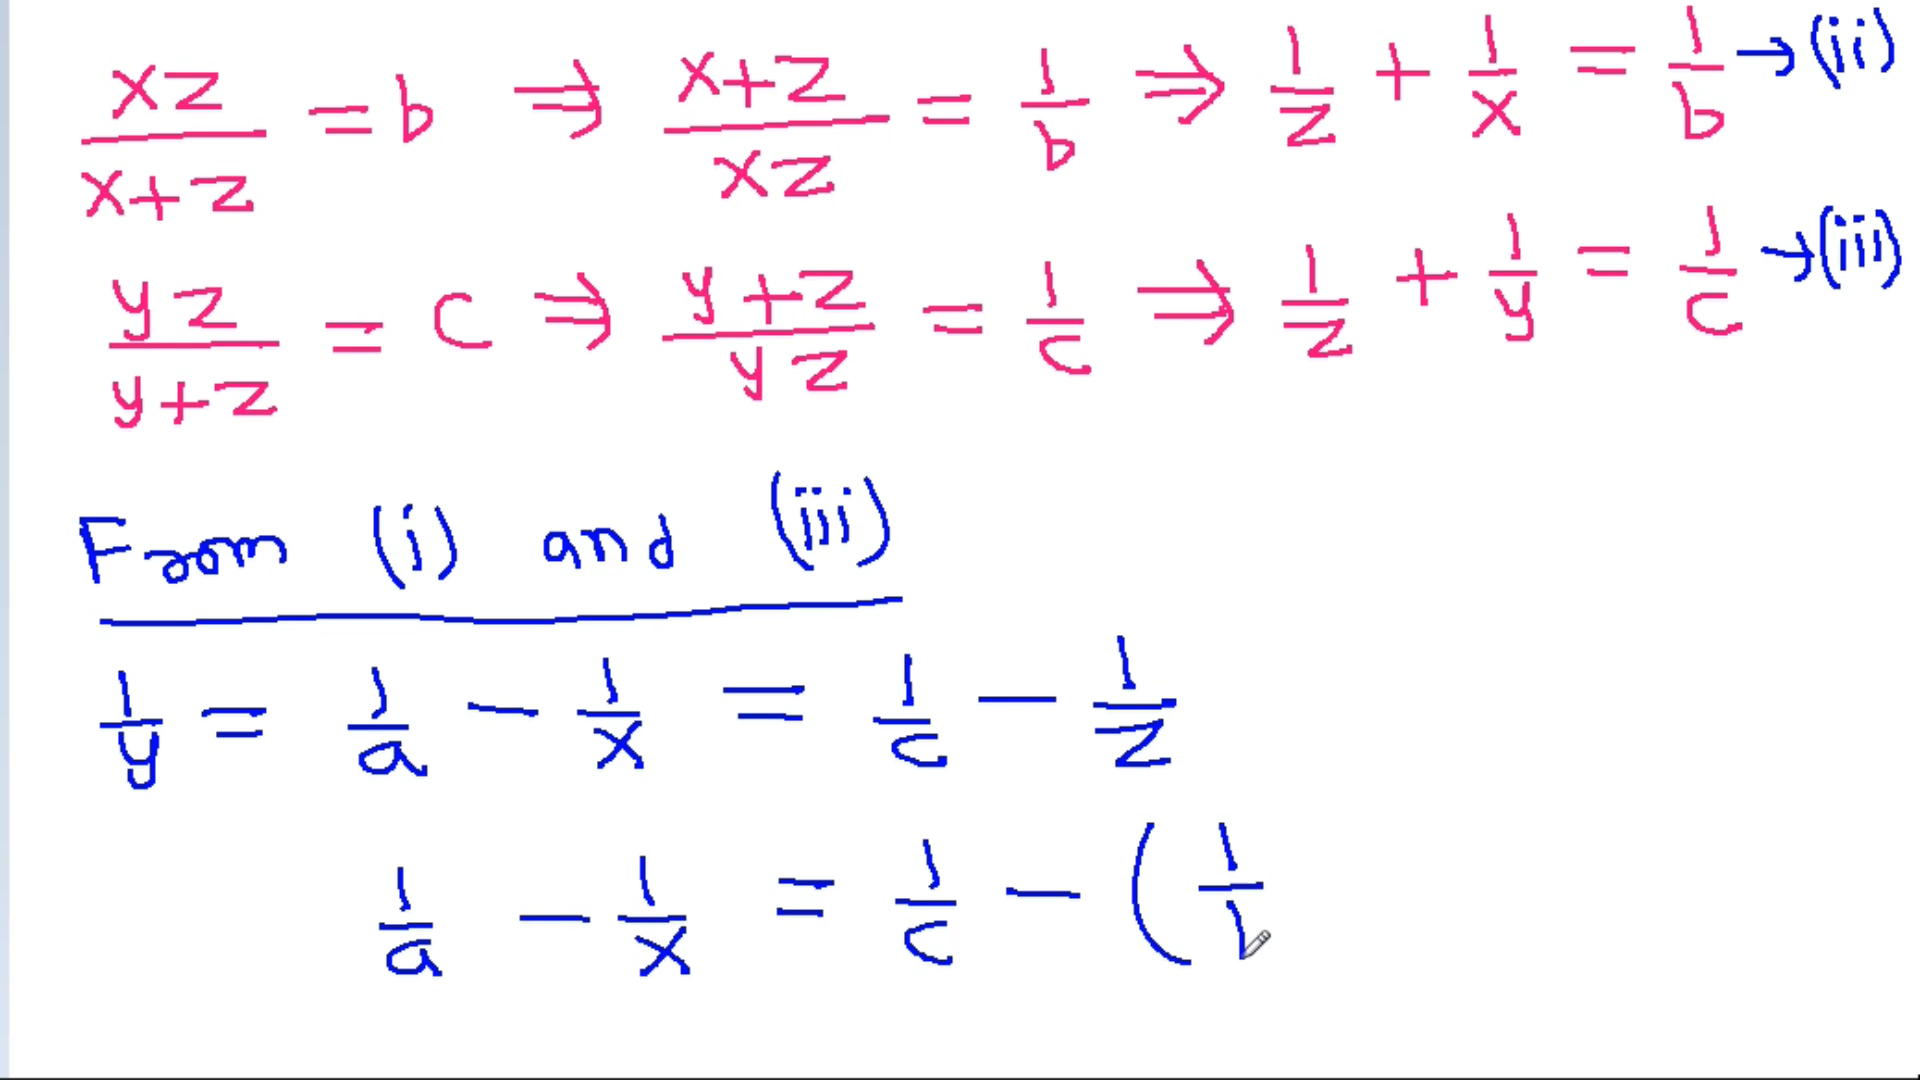 xz/(x+z) = b ⇒ (x+z)/(xz) = 1/b ⇒ 1/z + 1/x = 1/b → (ii)
yz/(y+z) = c ⇒ (y+z)/(yz) = 1/c ⇒ 1/z + 1/y = 1/c → (iii)
From (i) and (iii)
1/y = 1/a - 1/x = 1/c - 1/z
1/a - 1/x = 1/c - (1/